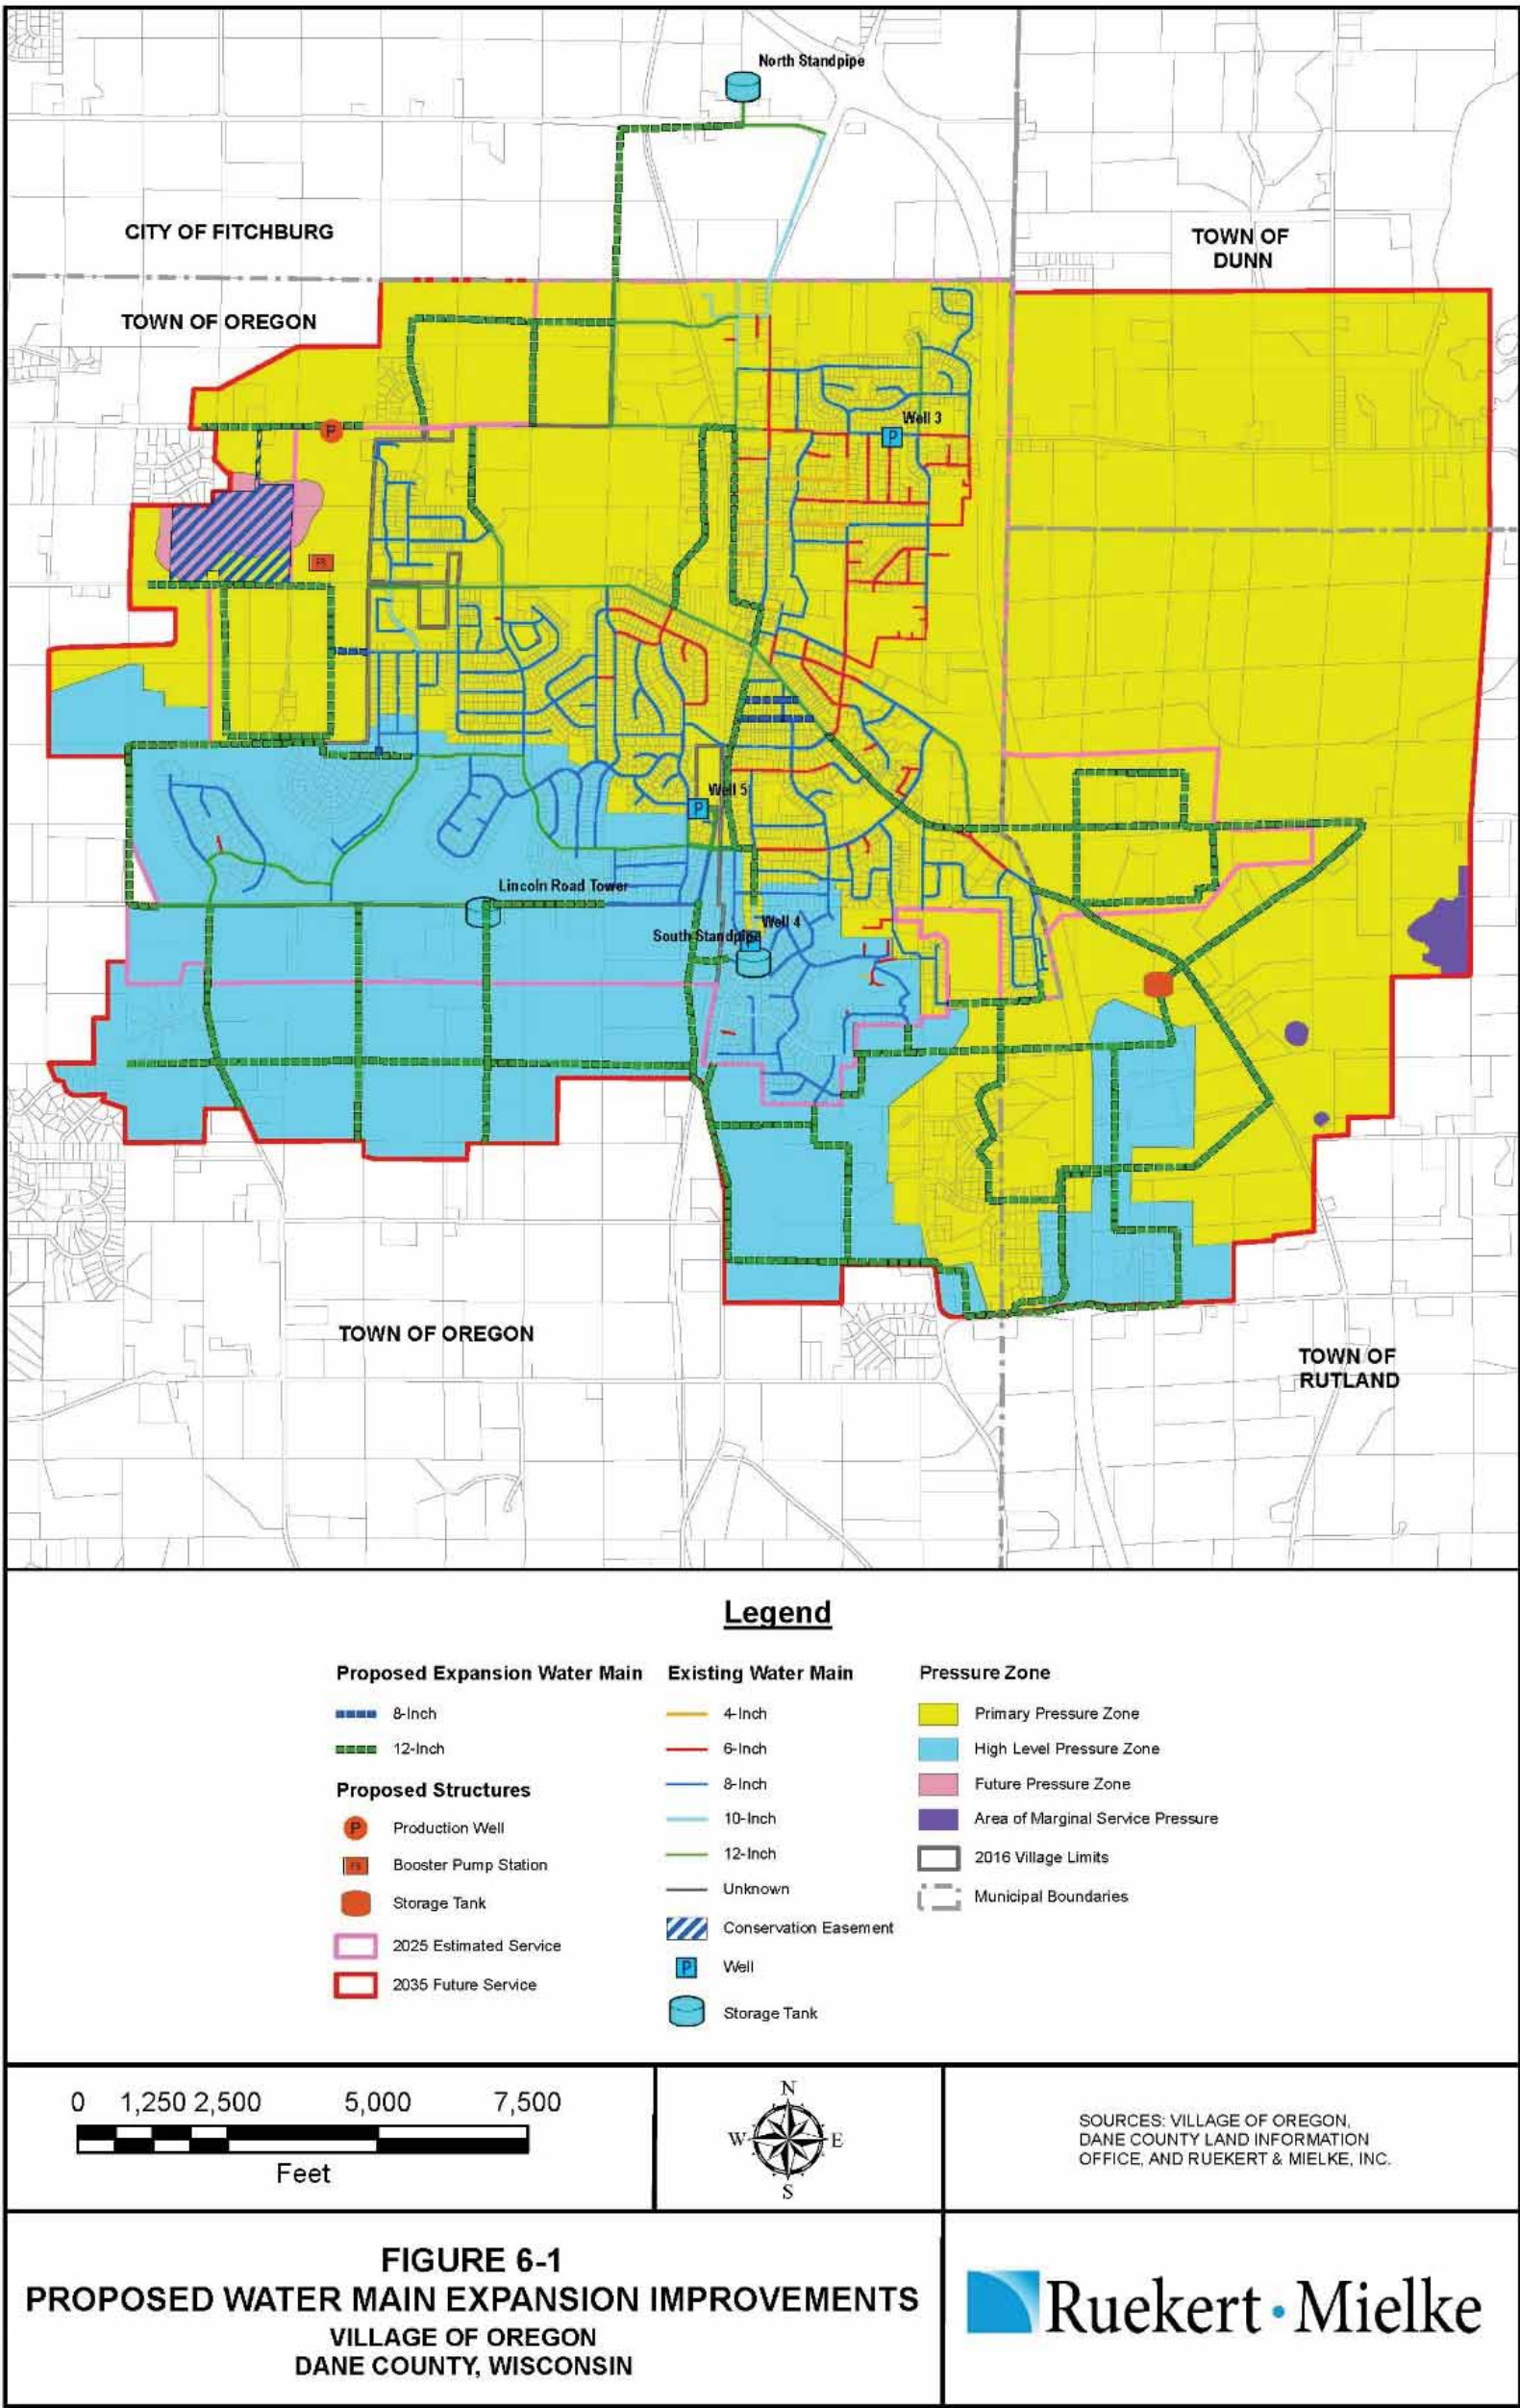 North Standpipe
CITY OF FITCHBURG
TOWN OF
DUNN
TOWN OF OREGON
Well 3
P
P
Well 5
P
Lincoln Road Tower
Well 4
South Standpipe
TOWN OF OREGON
TOWN OF
RUTLAND
Legend
Proposed Expansion Water Main
8-Inch
12-Inch
Proposed Structures
P Production Well
Booster Pump Station
Storage Tank
2025 Estimated Service
2035 Future Service
Existing Water Main
4-Inch
6-Inch
8-Inch
10-Inch
12-Inch
Unknown
Conservation Easement
P Well
Storage Tank
Pressure Zone
Primary Pressure Zone
High Level Pressure Zone
Future Pressure Zone
Area of Marginal Service Pressure
2016 Village Limits
Municipal Boundaries
0 1,250 2,500 5,000 7,500
Feet
N
W E
S
SOURCES: VILLAGE OF OREGON,
DANE COUNTY LAND INFORMATION
OFFICE, AND RUEKERT & MIELKE, INC.
FIGURE 6-1
PROPOSED WATER MAIN EXPANSION IMPROVEMENTS
VILLAGE OF OREGON
DANE COUNTY, WISCONSIN
Ruekert • Mielke